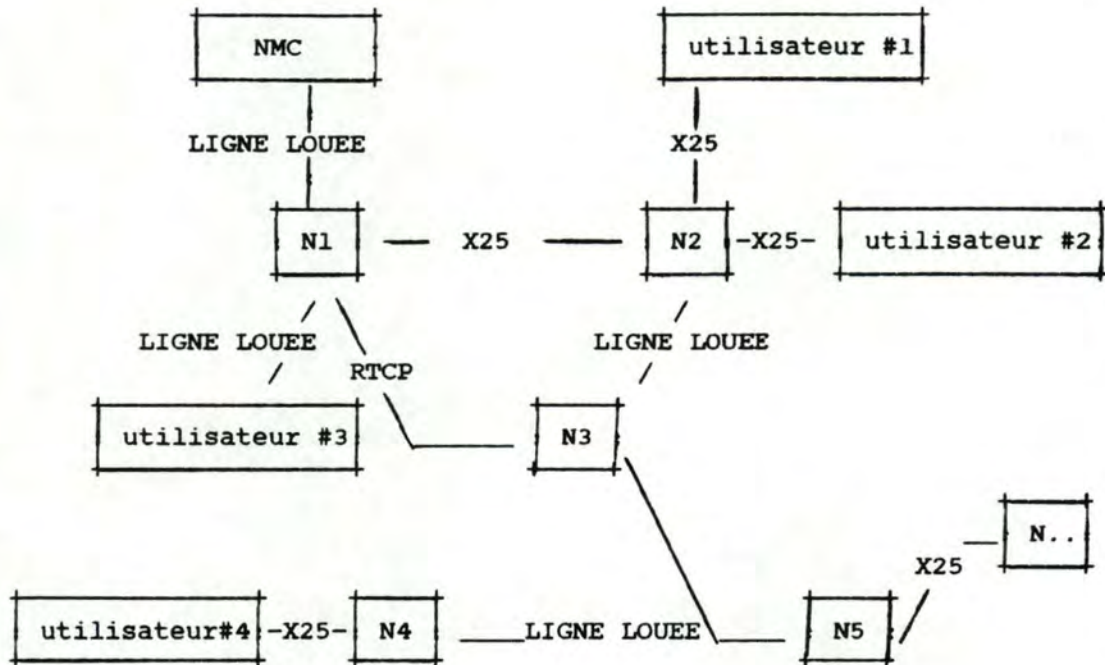 NMC utilisateur #1
LIGNE LOUEE X25
N1 X25 N2 -X25- utilisateur #2
LIGNE LOUEE LIGNE LOUEE
RTCP
utilisateur #3 N3
N..
X25
utilisateur#4 -X25- N4 LIGNE LOUEE N5